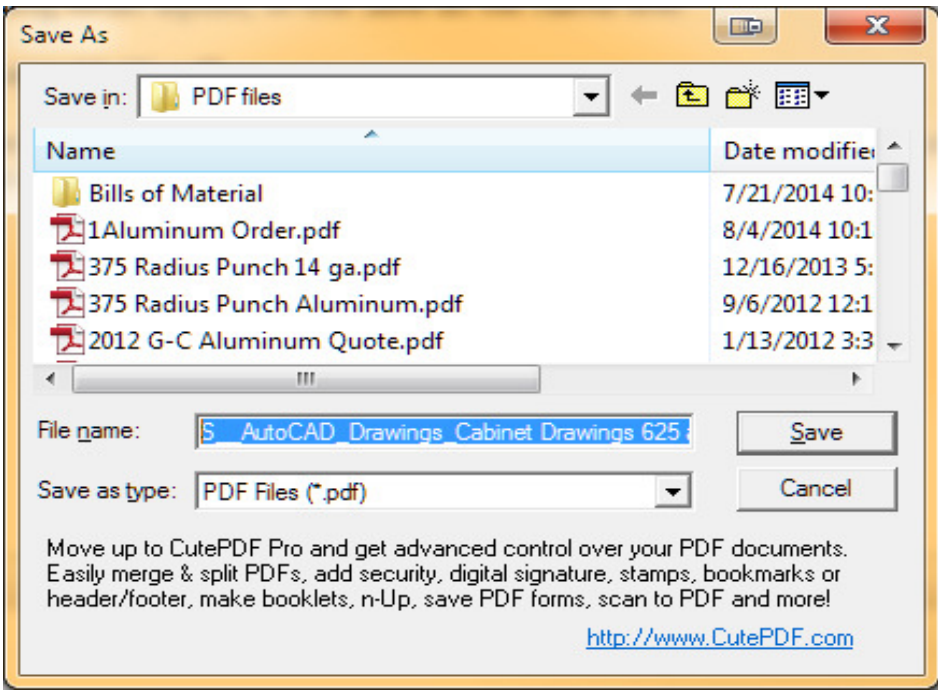 Save As
Save in: PDF files
Name Date modified
Bills of Material 7/21/2014 10:
1Aluminum Order.pdf 8/4/2014 10:1
375 Radius Punch 14 ga.pdf 12/16/2013 5:
375 Radius Punch Aluminum.pdf 9/6/2012 12:1
2012 G-C Aluminum Quote.pdf 1/13/2012 3:3
File name: S__AutoCAD_Drawings_Cabinet Drawings 625 a
Save
Save as type: PDF Files (*.pdf)
Cancel
Move up to CutePDF Pro and get advanced control over your PDF documents.
Easily merge & split PDFs, add security, digital signature, stamps, bookmarks or
header/footer, make booklets, n-Up, save PDF forms, scan to PDF and more!
http://www.CutePDF.com